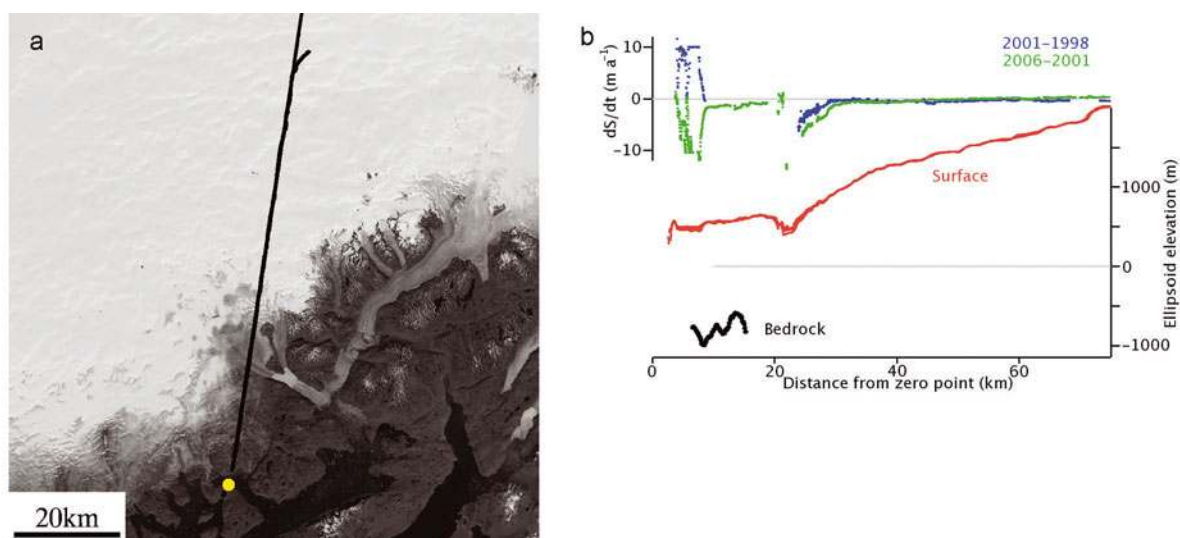 a
20km
b
2001–1998
2006–2001
dS/dt (m a⁻¹)
10
0
-10
Surface
Bedrock
Ellipsoid elevation (m)
1000
0
-1000
0
20
40
60
Distance from zero point (km)